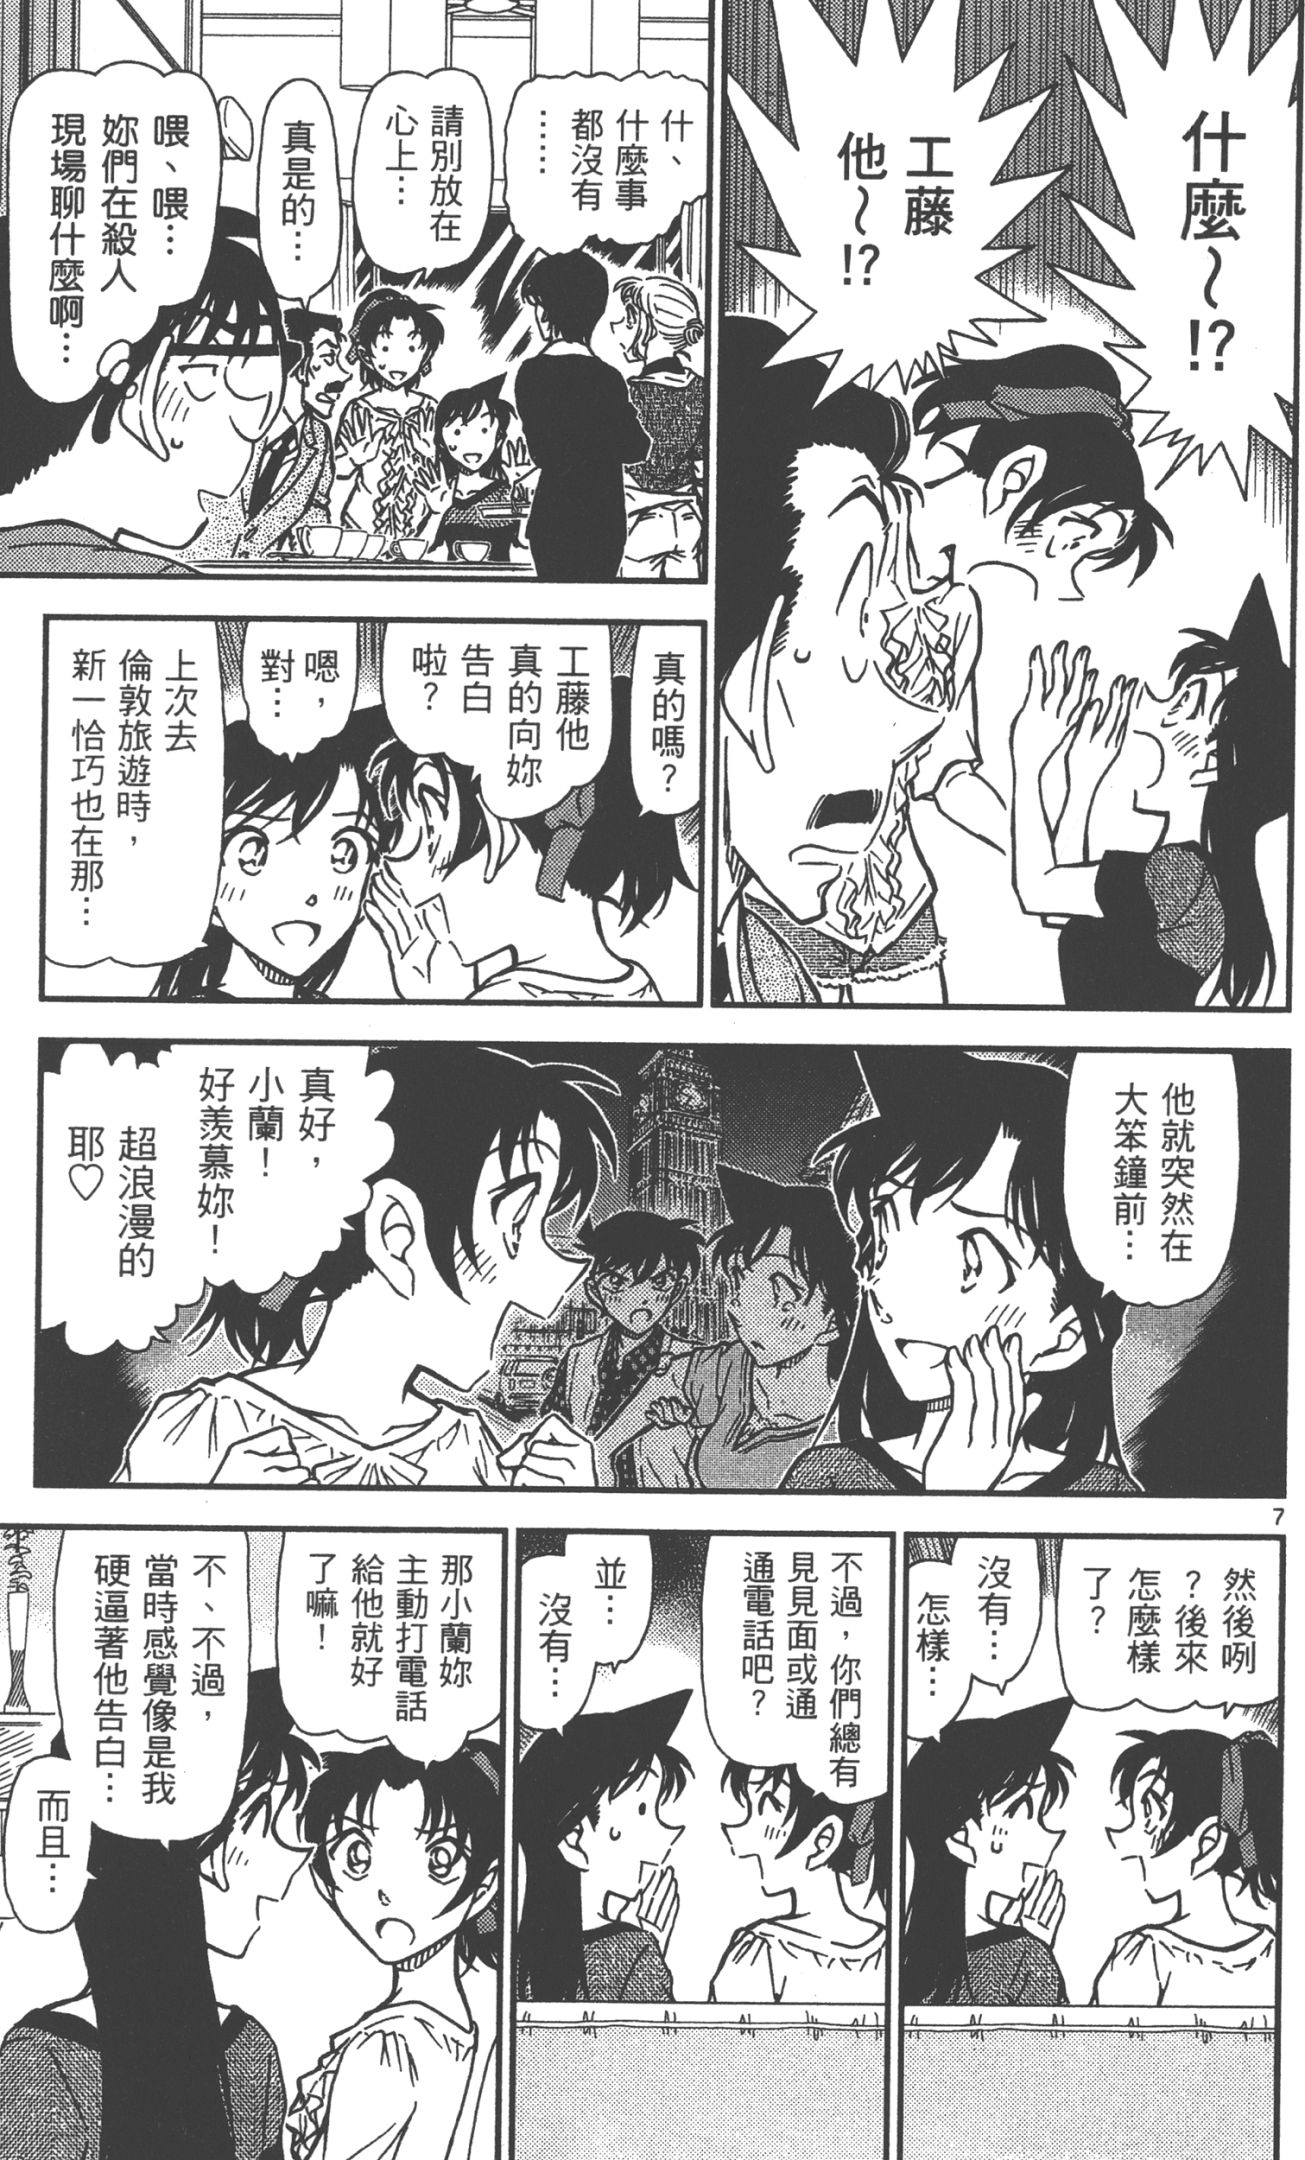 什麼～!?
工藤
他～!?
什、
什麼事
都沒有
……
請別放在
心上…
真是的…
喂、喂…
妳們在殺人
現場聊什麼啊…
真的嗎？
工藤他
真的向妳
告白
啦？
嗯，
對…
上次去
倫敦旅遊時，
新一恰巧也在那…
他就突然在
大笨鐘前…
真好，
小蘭！
好羨慕妳！
超浪漫的
耶♡
7
然後咧
？後來
怎麼樣
了？
沒有…
怎樣…
不過，你們總有
見見面或通
通電話吧？
並…
沒有…
那小蘭妳
主動打電話
給他就好
了嘛！
不、不過，
當時感覺像是我
硬逼著他告白…
而且…